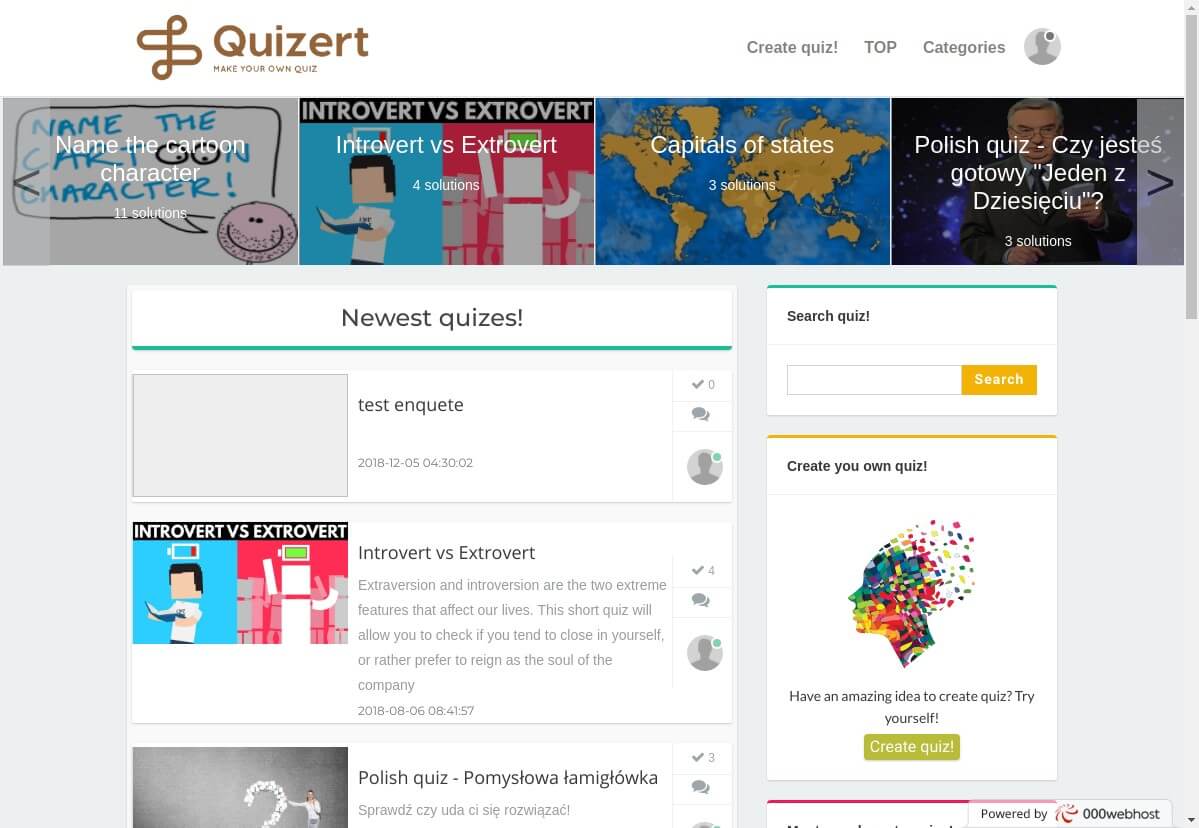 Quizert
MAKE YOUR OWN QUIZ
Create quiz!
TOP
Categories
NAME THE
CARTOON
CHARACTER!
Name the cartoon
character
11 solutions
<
INTROVERT VS EXTROVERT
Introvert vs Extrovert
4 solutions
Capitals of states
3 solutions
Polish quiz - Czy jesteś
gotowy "Jeden z
Dziesięciu"?
3 solutions
>
Newest quizes!
test enquete
2018-12-05 04:30:02
0
INTROVERT VS EXTROVERT
Introvert vs Extrovert
Extraversion and introversion are the two extreme
features that affect our lives. This short quiz will
allow you to check if you tend to close in yourself,
or rather prefer to reign as the soul of the
company
2018-08-06 08:41:57
4
?
Polish quiz - Pomysłowa łamigłówka
Sprawdź czy uda ci się rozwiązać!
3
Search quiz!
Search
Create you own quiz!
Have an amazing idea to create quiz? Try
yourself!
Create quiz!
Powered by 000webhost